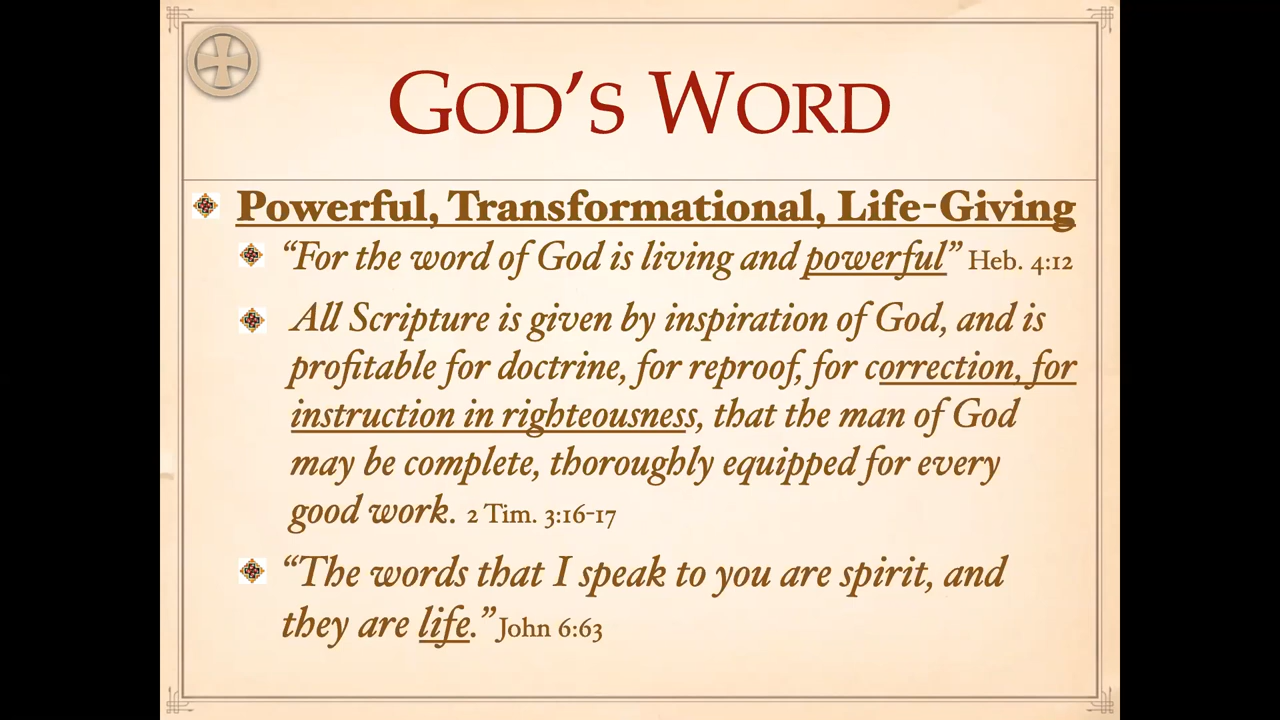 GOD’S WORD
Powerful, Transformational, Life-Giving
“For the word of God is living and powerful” Heb. 4:12
All Scripture is given by inspiration of God, and is
profitable for doctrine, for reproof, for correction, for
instruction in righteousness, that the man of God
may be complete, thoroughly equipped for every
good work. 2 Tim. 3:16-17
“The words that I speak to you are spirit, and
they are life.” John 6:63